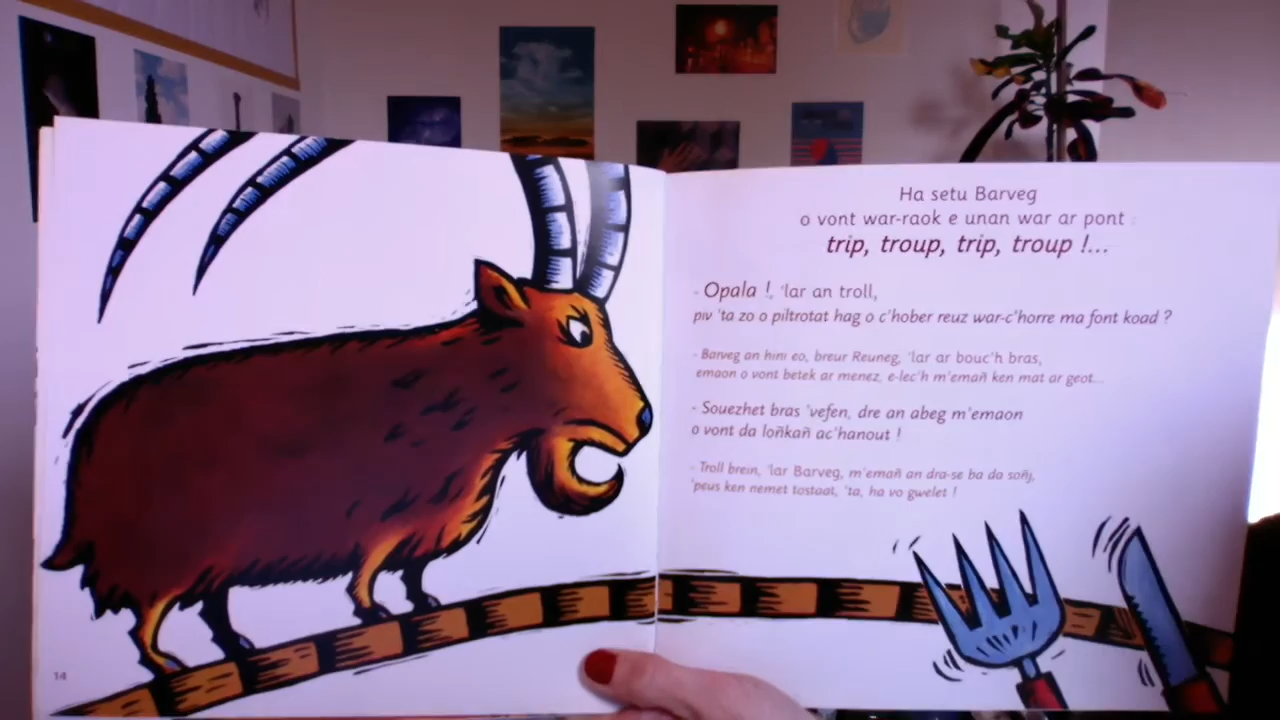 Ha setu Barveg
o vont war-raok e unan war ar pont :
trip, troup, trip, troup !...
- Opala !, 'lar an troll,
piv 'ta zo o piltrotat hag o c'hober reuz war-c'horre ma font koad ?
- Barveg an hini eo, breur Reuneg, 'lar ar bouc'h bras,
emaon o vont betek ar menez, e-lec'h m'emañ ken mat ar geot...
- Souezhet bras 'vefen, dre an abeg m'emaon
o vont da loñkañ ac'hanout !
- Troll brein, 'lar Barveg, m'emañ an dra-se ba da soñj,
'peus ken nemet tostaat, 'ta, ha vo gwelet !
14